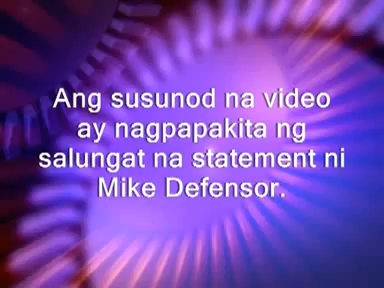 Ang susunod na video
ay nagpapakita ng
salungat na statement ni
Mike Defensor.